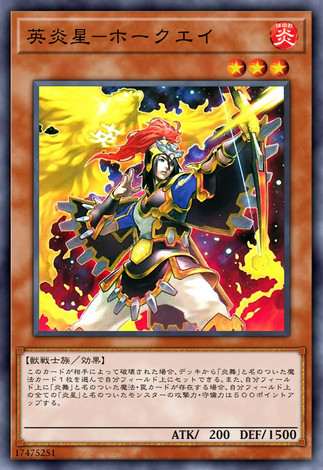 英炎星−ホークエイ
ほのお
炎
【獣戦士族／効果】
このカードが相手によって破壊された場合、デッキから「炎舞」と名のついた魔
法カード１枚を選んで自分フィールド上にセットできる。また、自分フィール
ド上に「炎舞」と名のついた魔法・罠カードが存在する場合、自分フィールド上
の全ての「炎星」と名のついたモンスターの攻撃力・守備力は５００ポイントア
ップする。
ATK/ 200 DEF/1500
17475251